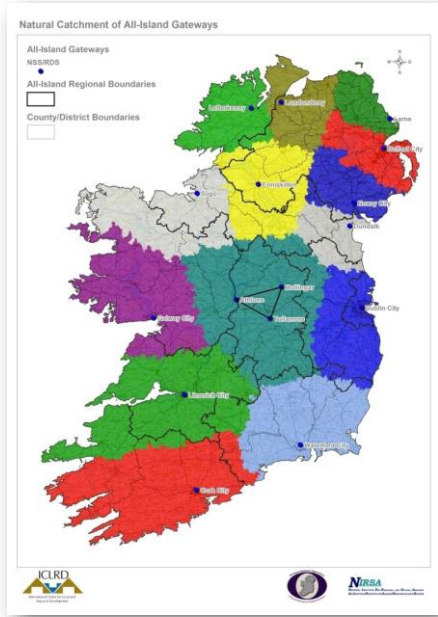 Natural Catchment of All-Island Gateways
All-Island Gateways
NSS/RDS
All-Island Regional Boundaries
County/District Boundaries
Letterkenny
Londonderry
Larne
Belfast City
Enniskillen
Newry City
Dundalk
Mullingar
Athlone
Tullamore
Dublin City
Galway City
Limerick City
Waterford City
Cork City
ICLRD
NIRSA